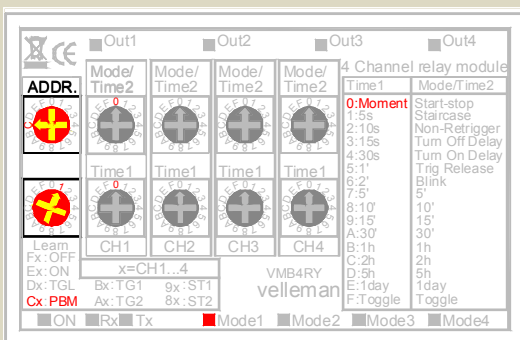 Out1 Out2 Out3 Out4
4 Channel relay module
ADDR. Mode/Time2 Mode/Time2 Mode/Time2 Mode/Time2
Time1 Mode/Time2
0:Moment Start-stop
1:5s Staircase
2:10s Non-Retrigger
3:15s Turn Off Delay
4:30s Turn On Delay
5:1' Trig Release
6:2' Blink
7:5' 5'
8:10' 10'
9:15' 15'
A:30' 30'
B:1h 1h
C:2h 2h
D:5h 5h
E:1day 1day
F:Toggle Toggle
Time1 Time1 Time1 Time1
CH1 CH2 CH3 CH4
Learn
Fx:OFF
Ex:ON
Dx:TGL
Cx:PBM
x=CH1...4
Bx:TG1 9x:ST1
Ax:TG2 8x:ST2
VMB4RY
velleman
ON Rx Tx Mode1 Mode2 Mode3 Mode4